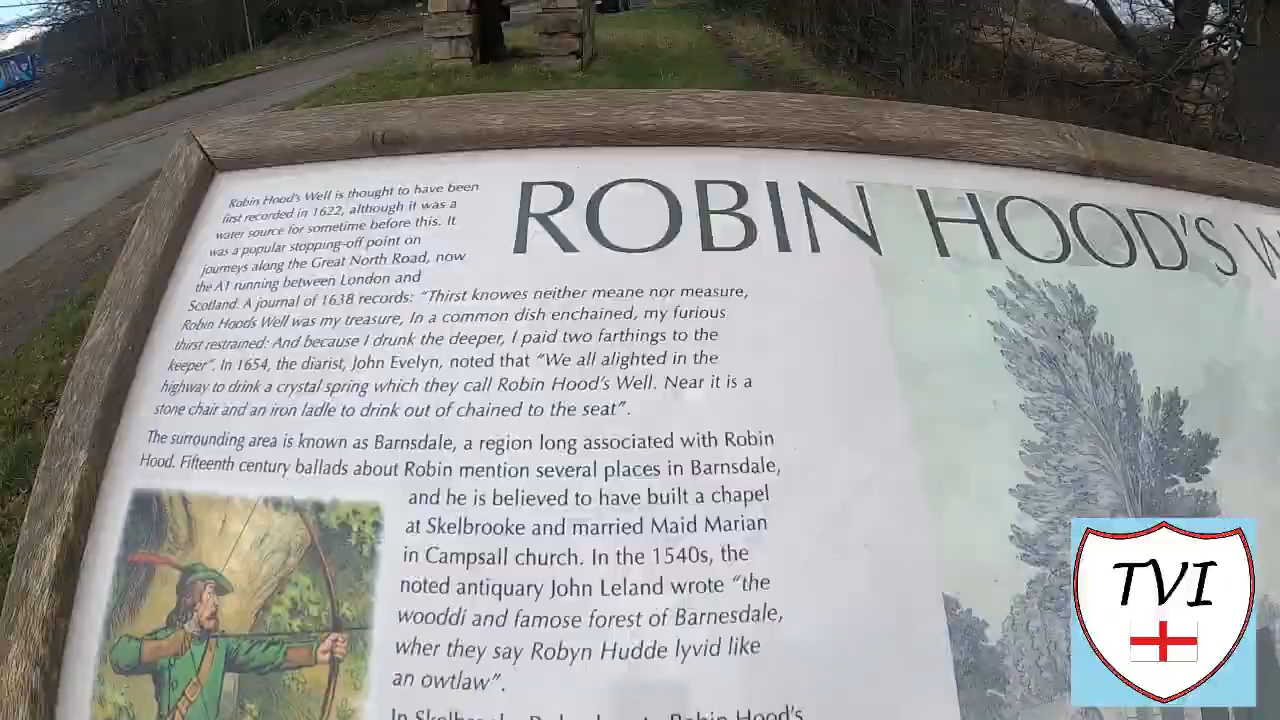 ROBIN HOOD'S W
Robin Hood's Well is thought to have been
first recorded in 1622, although it was a
water source for sometime before this. It
was a popular stopping-off point on
journeys along the Great North Road, now
the A1 running between London and
Scotland. A journal of 1638 records: "Thirst knowes neither meane nor measure,
Robin Hoods Well was my treasure, In a common dish enchained, my furious
thirst restrained: And because I drunk the deeper, I paid two farthings to the
keeper". In 1654, the diarist, John Evelyn, noted that "We all alighted in the
highway to drink a crystal spring which they call Robin Hood's Well. Near it is a
stone chair and an iron ladle to drink out of chained to the seat".
The surrounding area is known as Barnsdale, a region long associated with Robin
Hood. Fifteenth century ballads about Robin mention several places in Barnsdale,
and he is believed to have built a chapel
at Skelbrooke and married Maid Marian
in Campsall church. In the 1540s, the
noted antiquary John Leland wrote "the
wooddi and famose forest of Barnesdale,
wher they say Robyn Hudde lyvid like
an owtlaw".
Robin Hood's
TVI